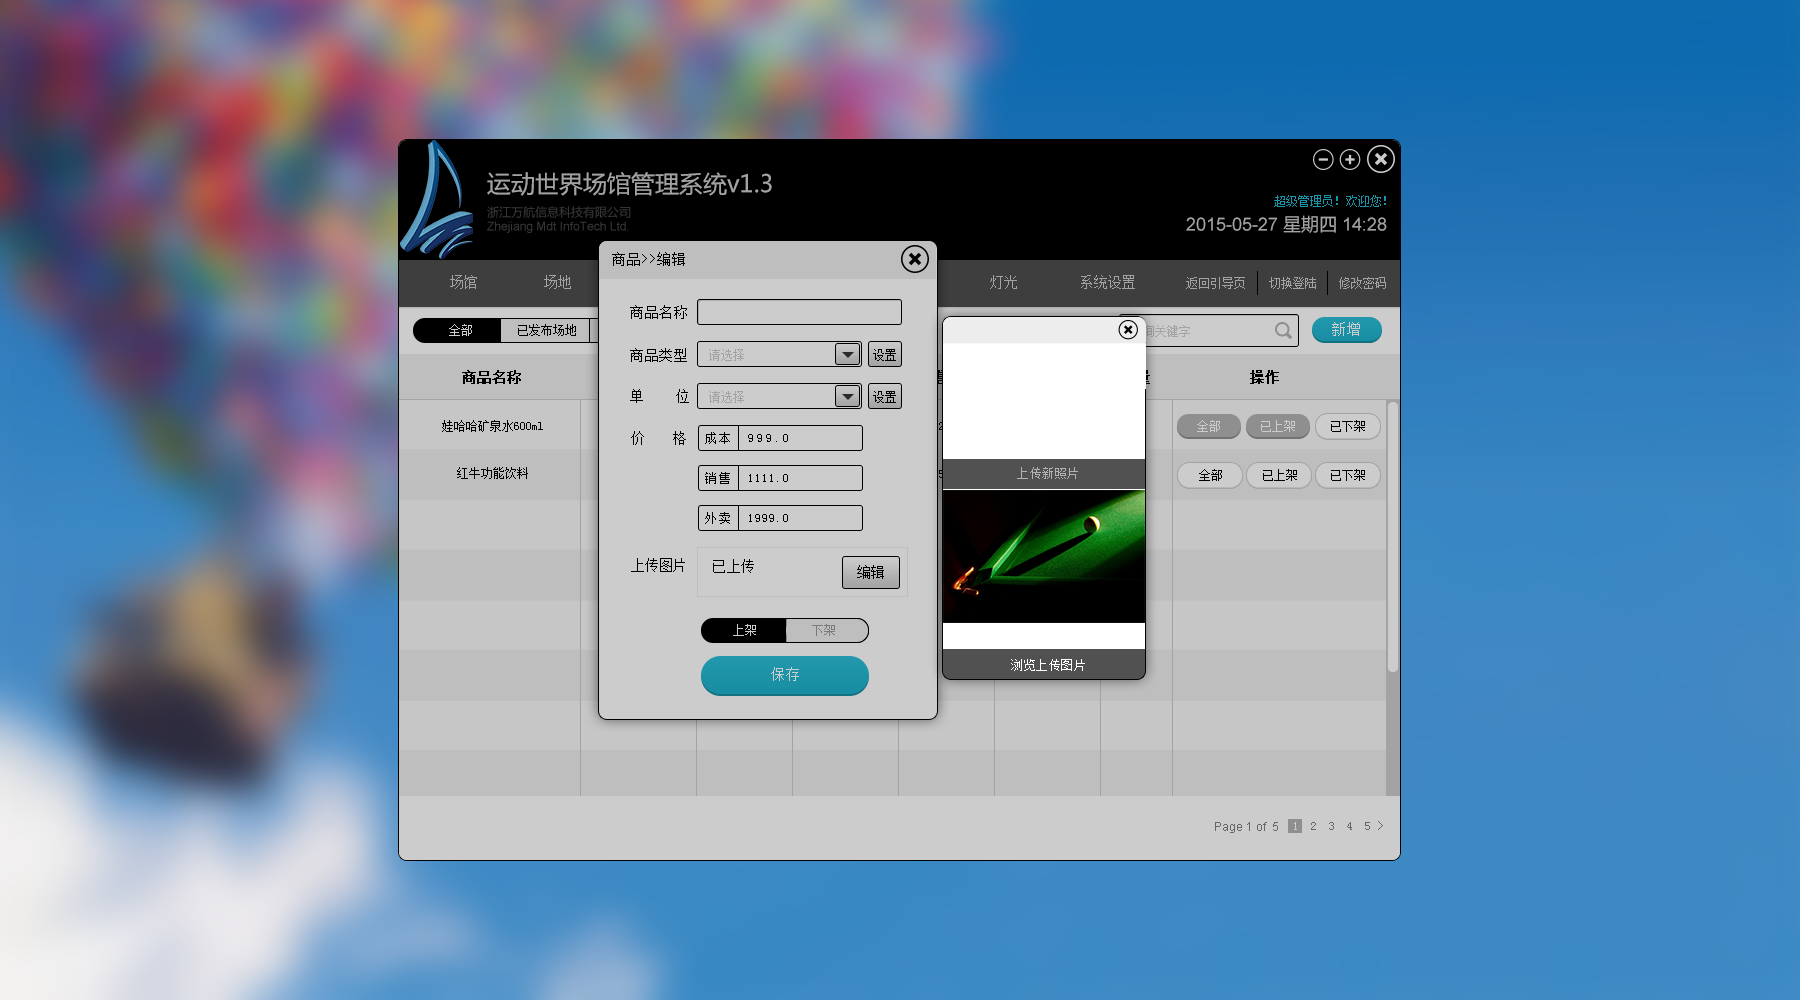 运动世界场馆管理系统v1.3
浙江万航信息科技有限公司
Zhejiang Mdt InfoTech Ltd.
超级管理员！欢迎您！
2015-05-27 星期四 14:28
场馆 场地 灯光 系统设置 返回引导页 切换登陆 修改密码
全部 已发布场地 关键字 新增
商品名称 操作
娃哈哈矿泉水600ml 全部 已上架 已下架
红牛功能饮料 全部 已上架 已下架
商品>>编辑
商品名称
商品类型 请选择 设置
单 位 请选择 设置
价 格 成本 999.0
销售 1111.0
外卖 1999.0
上传图片 已上传 编辑
上架 下架
保存
上传新照片
浏览上传图片
Page 1 of 5 1 2 3 4 5 >